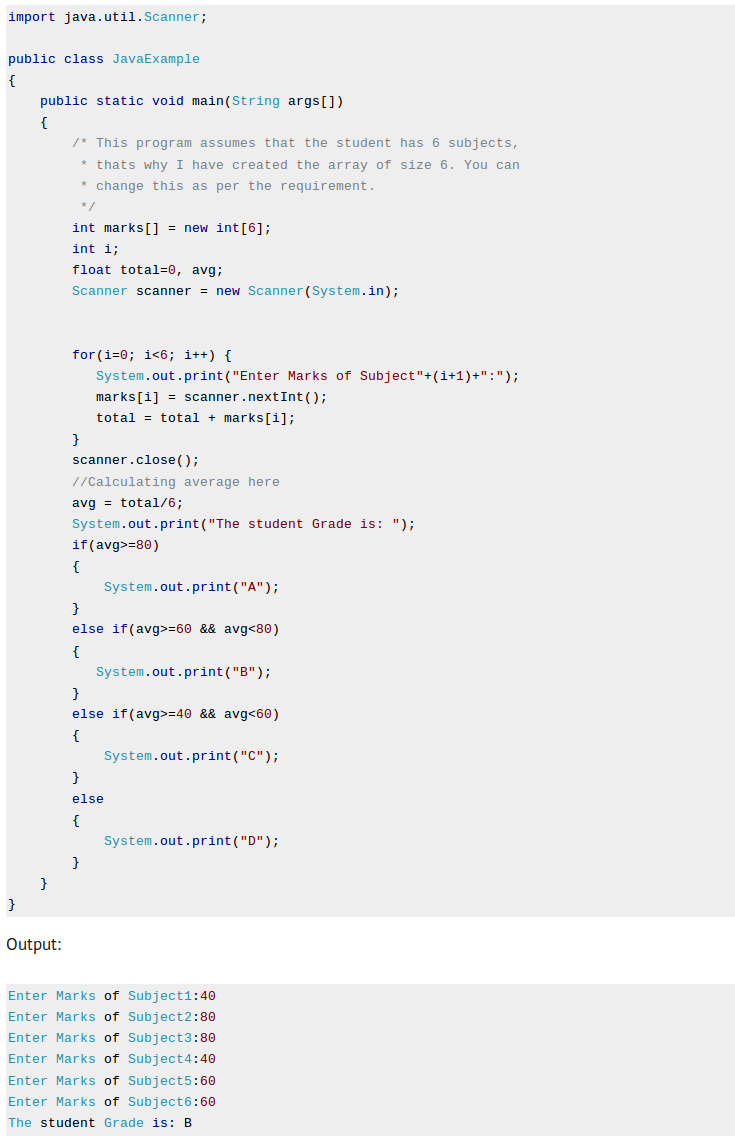 import java.util.Scanner;
public class JavaExample
{
    public static void main(String args[])
    {
        /* This program assumes that the student has 6 subjects,
         * thats why I have created the array of size 6. You can
         * change this as per the requirement.
         */
        int marks[] = new int[6];
        int i;
        float total=0, avg;
        Scanner scanner = new Scanner(System.in);
        for(i=0; i<6; i++) {
           System.out.print("Enter Marks of Subject"+(i+1)+":");
           marks[i] = scanner.nextInt();
           total = total + marks[i];
        }
        scanner.close();
        //Calculating average here
        avg = total/6;
        System.out.print("The student Grade is: ");
        if(avg>=80)
        {
            System.out.print("A");
        }
        else if(avg>=60 && avg<80)
        {
           System.out.print("B");
        }
        else if(avg>=40 && avg<60)
        {
            System.out.print("C");
        }
        else
        {
            System.out.print("D");
        }
    }
}
Output:
Enter Marks of Subject1:40
Enter Marks of Subject2:80
Enter Marks of Subject3:80
Enter Marks of Subject4:40
Enter Marks of Subject5:60
Enter Marks of Subject6:60
The student Grade is: B